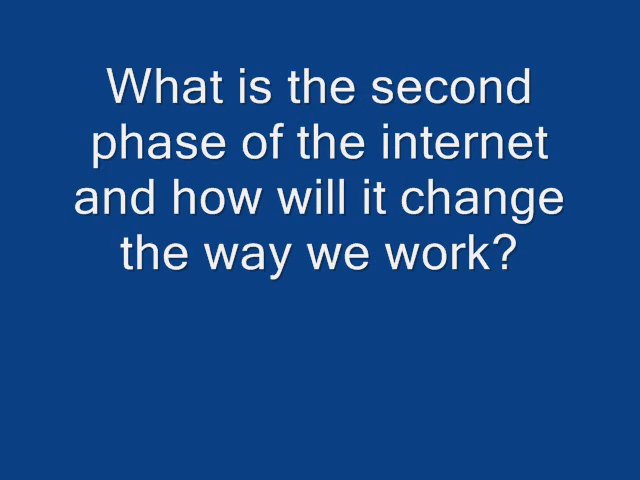 What is the second
phase of the internet
and how will it change
the way we work?